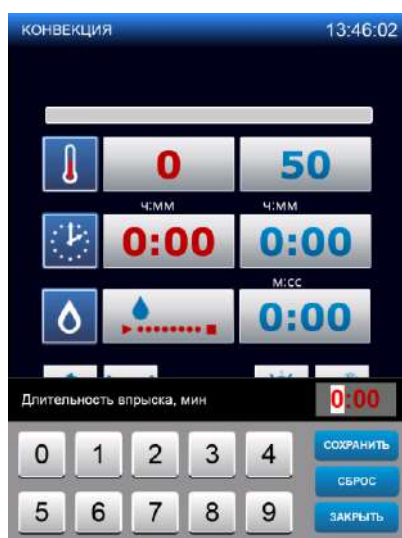 КОНВЕКЦИЯ 13:46:02
0 50
Ч:ММ Ч:ММ
0:00 0:00
М:СС
0:00
Длительность впрыска, мин 0:00
0 1 2 3 4 СОХРАНИТЬ
СБРОС
5 6 7 8 9 ЗАКРЫТЬ